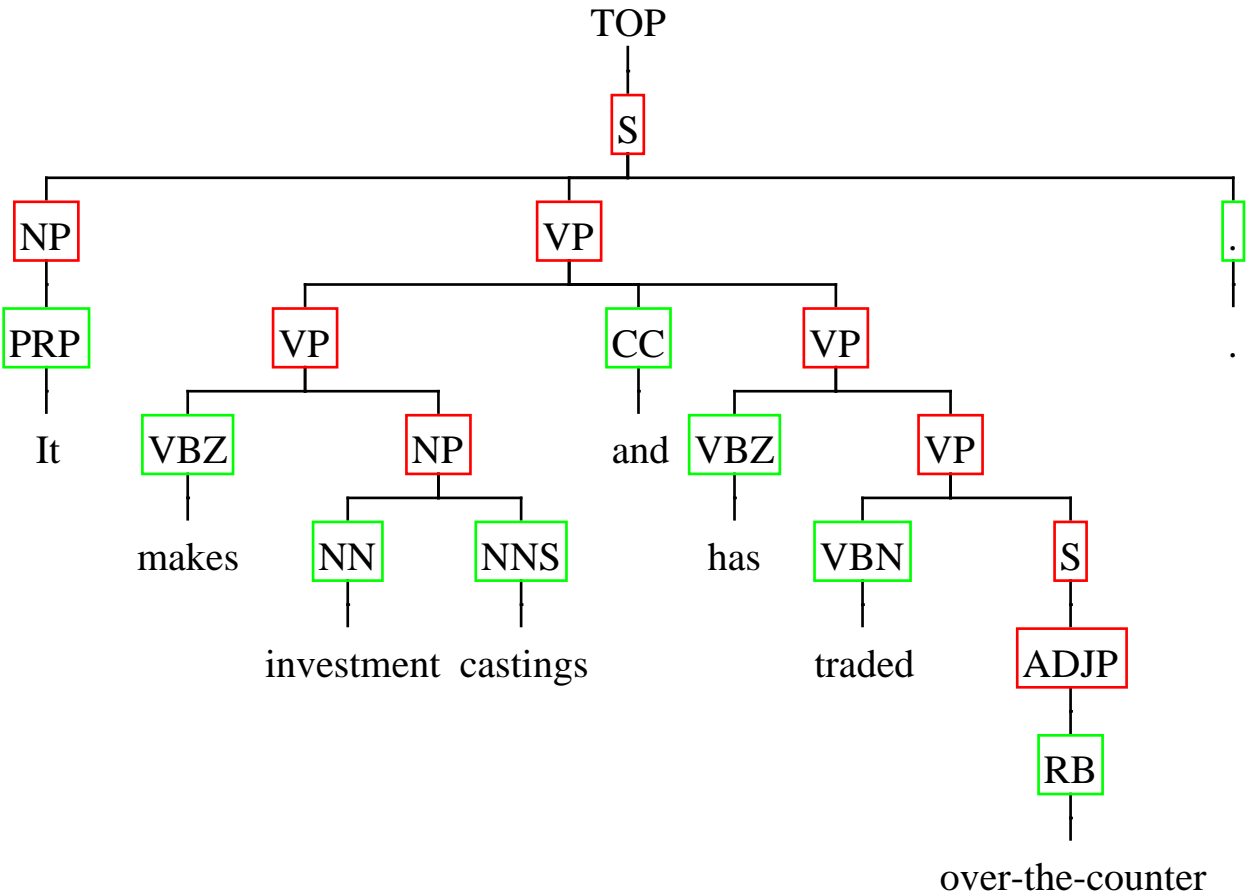 TOP
S
NP VP .
PRP VP CC VP .
It VBZ NP and VBZ VP
makes NN NNS has VBN S
investment castings traded ADJP
RB
over-the-counter